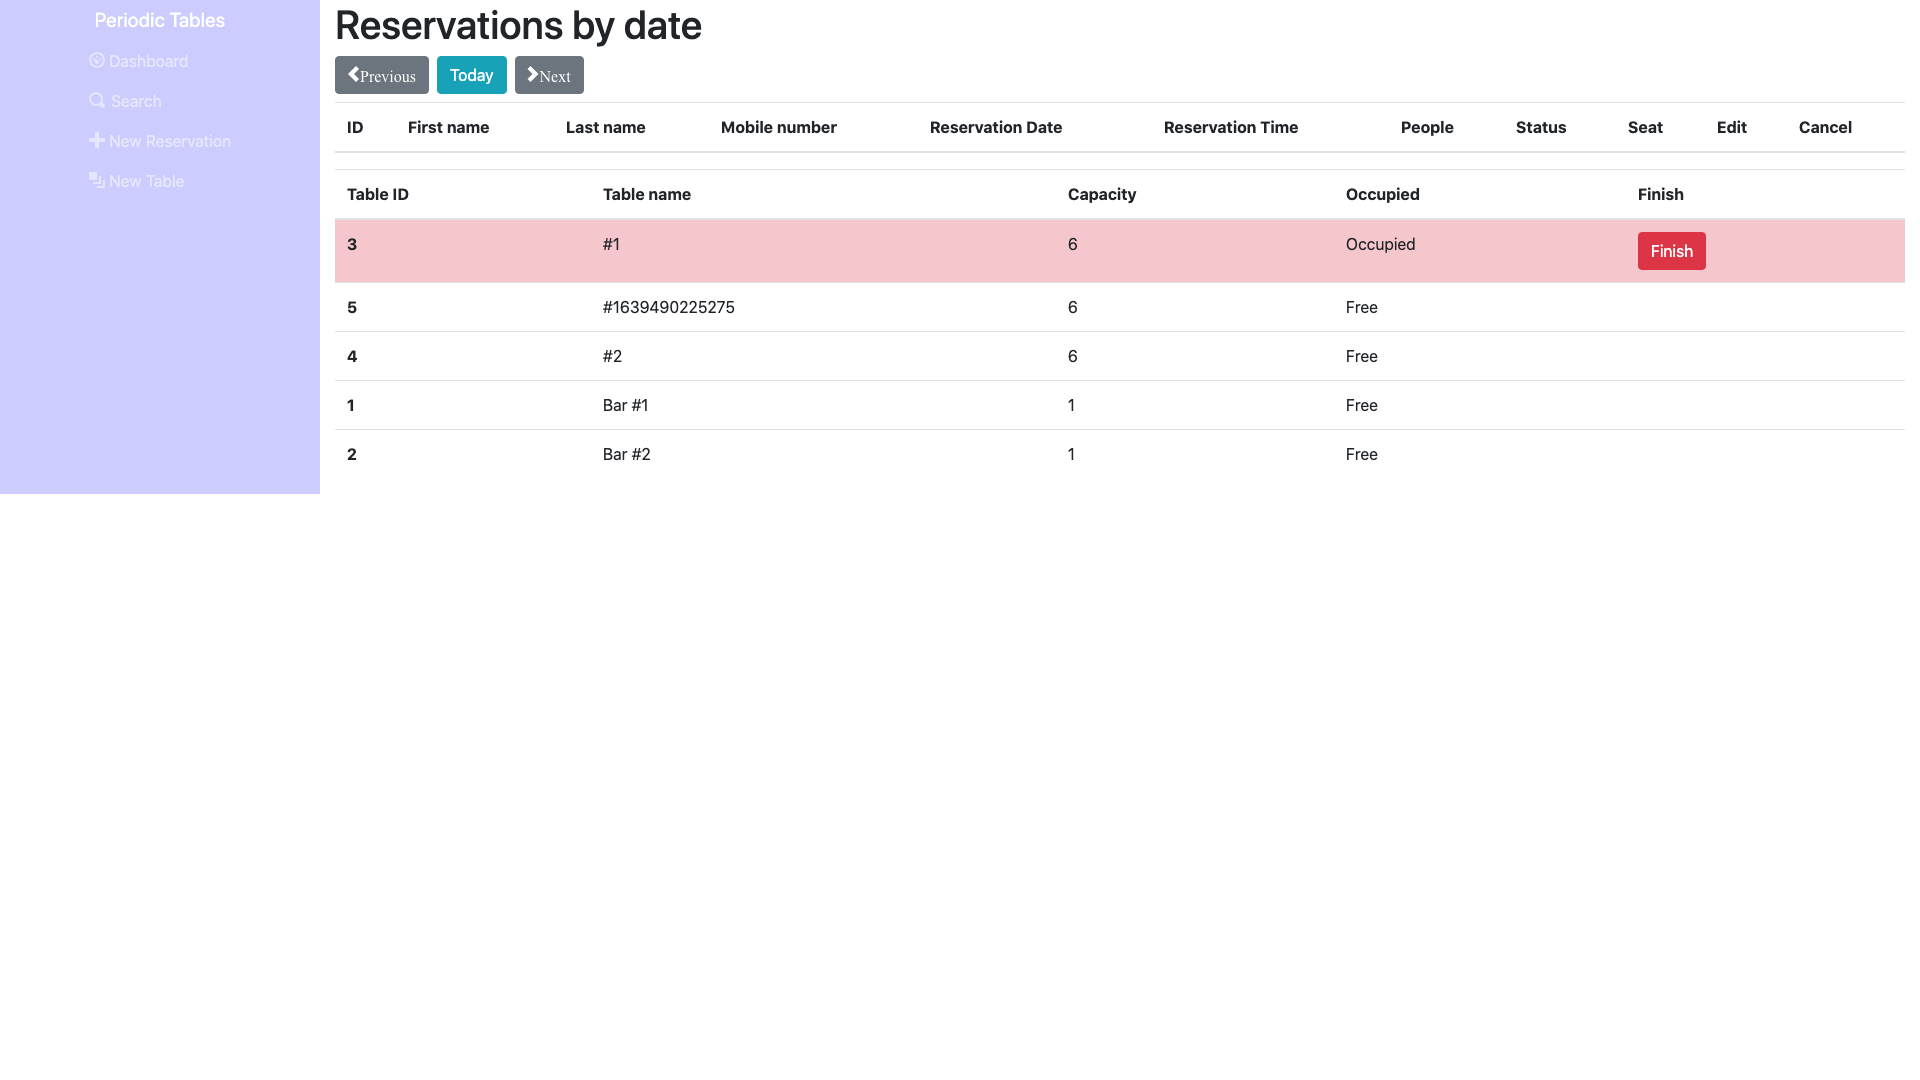 Periodic Tables
Dashboard
Search
New Reservation
New Table
Reservations by date
Previous Today Next
ID First name Last name Mobile number Reservation Date Reservation Time People Status Seat Edit Cancel
Table ID Table name Capacity Occupied Finish
3 #1 6 Occupied Finish
5 #1639490225275 6 Free
4 #2 6 Free
1 Bar #1 1 Free
2 Bar #2 1 Free